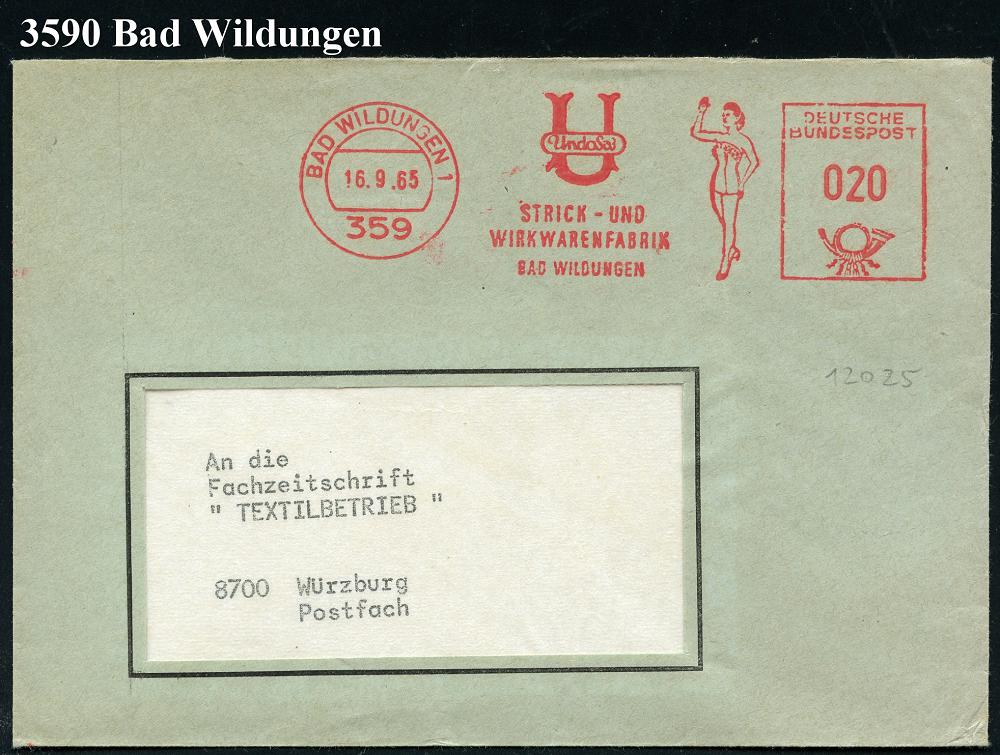 3590 Bad Wildungen
BAD WILDUNGEN 1
16.9.65
359
U
Undosa
STRICK - UND
WIRKWARENFABRIK
BAD WILDUNGEN
DEUTSCHE
BUNDESPOST
020
12025
An die
Fachzeitschrift
" TEXTILBETRIEB "
8700 Würzburg
Postfach